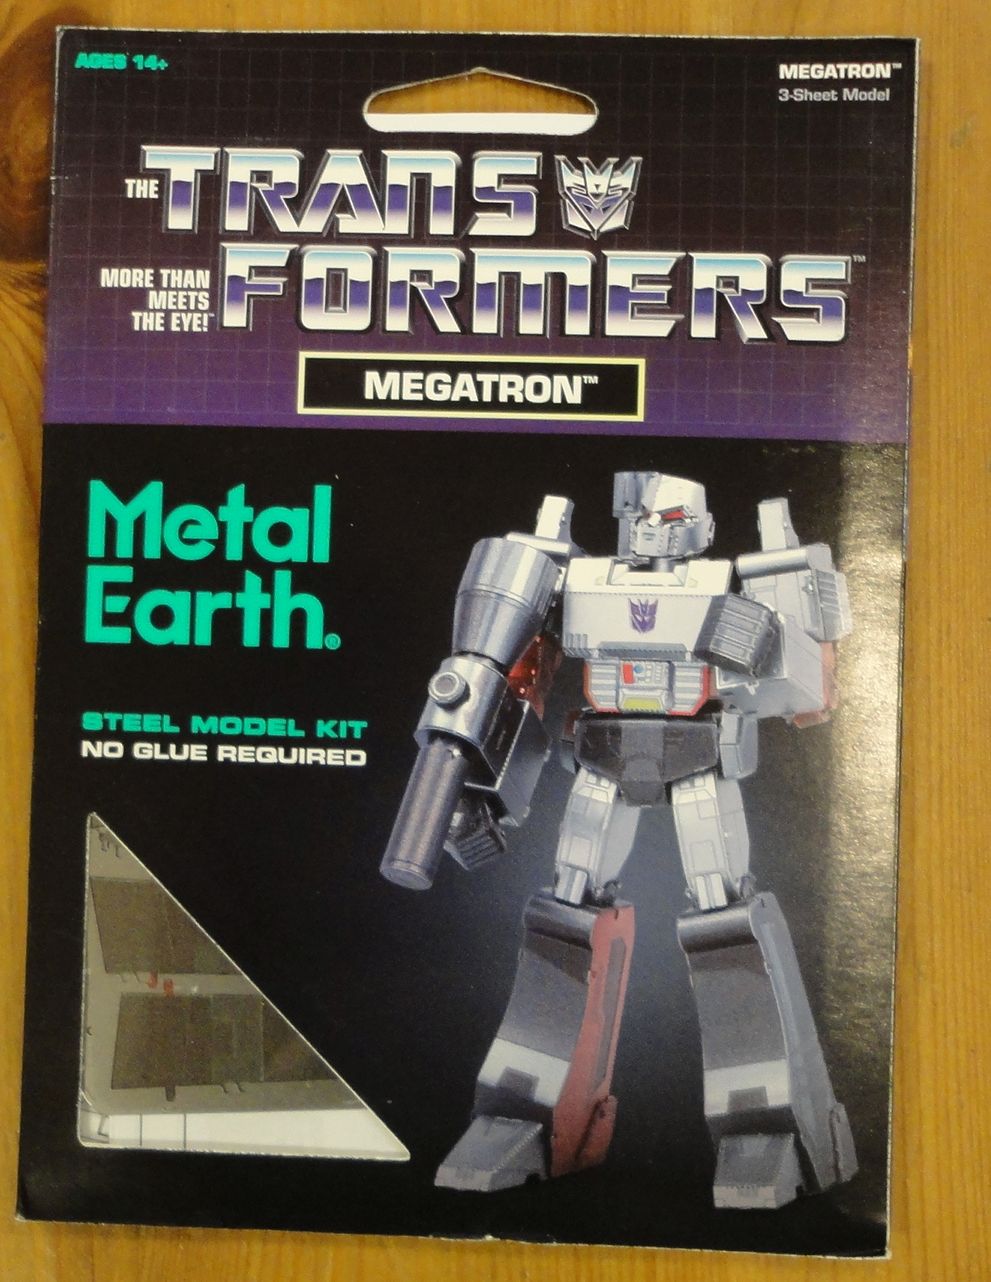 AGES 14+
MEGATRON™
3-Sheet Model
THE TRANS
FORMERS™
MORE THAN
MEETS
THE EYE!™
MEGATRON™
Metal
Earth®
STEEL MODEL KIT
NO GLUE REQUIRED